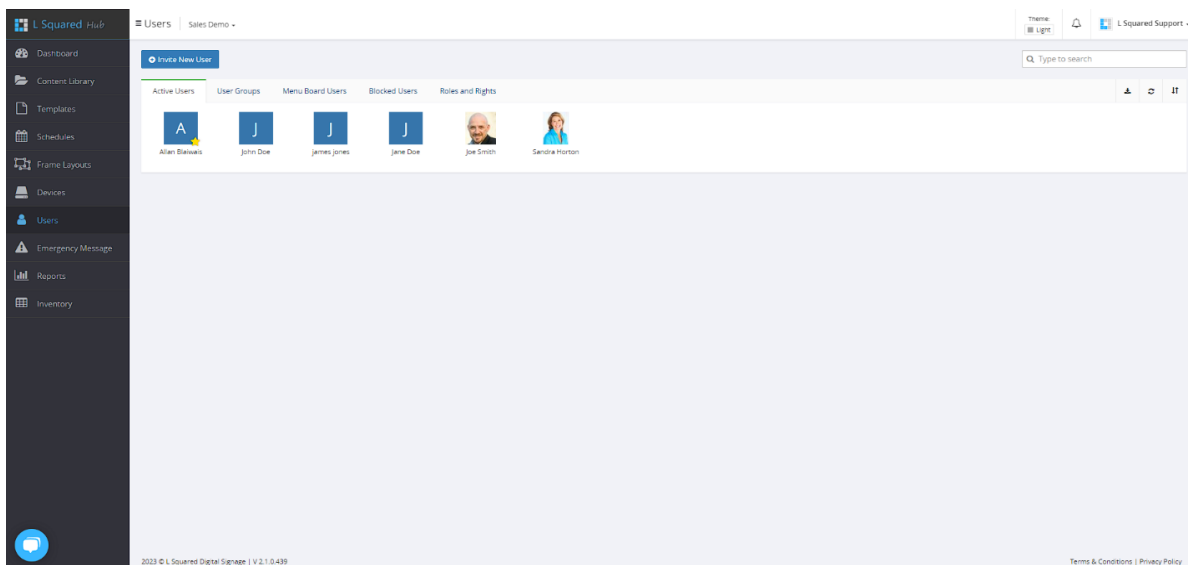 L Squared Hub
Users
Sales Demo
Theme
Light
L Squared Support
Dashboard
Content Library
Templates
Schedules
Frame Layouts
Devices
Users
Emergency Message
Reports
Inventory
Invite New User
Type to search
Active Users
User Groups
Menu Board Users
Blocked Users
Roles and Rights
A
J
J
J
Allan Blaiwais
John Doe
james jones
Jane Doe
Joe Smith
Sandra Horton
2023 © L Squared Digital Signage | V 2.1.0.439
Terms & Conditions | Privacy Policy